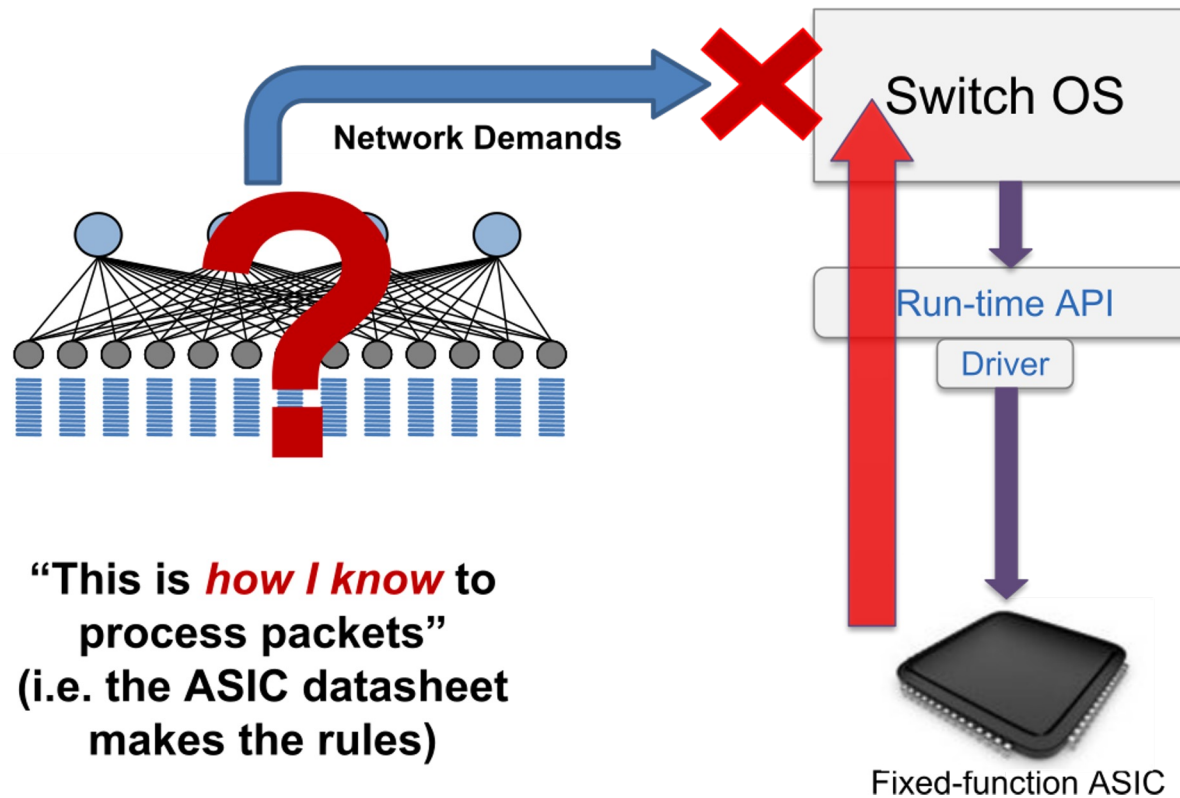 Switch OS
Network Demands
Run-time API
Driver
“This is how I know to
process packets”
(i.e. the ASIC datasheet
makes the rules)
Fixed-function ASIC